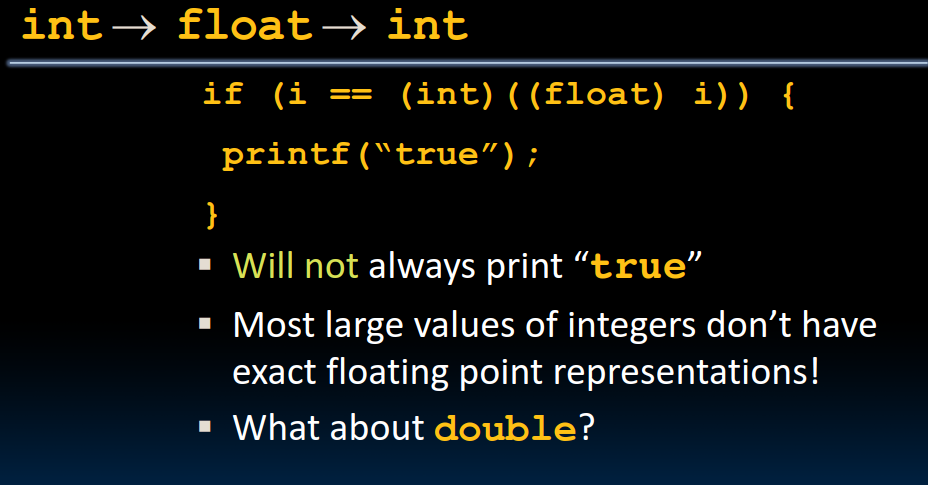 int→ float→ int
if (i == (int)((float) i)) {
printf(“true”);
}
▪ Will not always print “true”
▪ Most large values of integers don’t have
exact floating point representations!
▪ What about double?